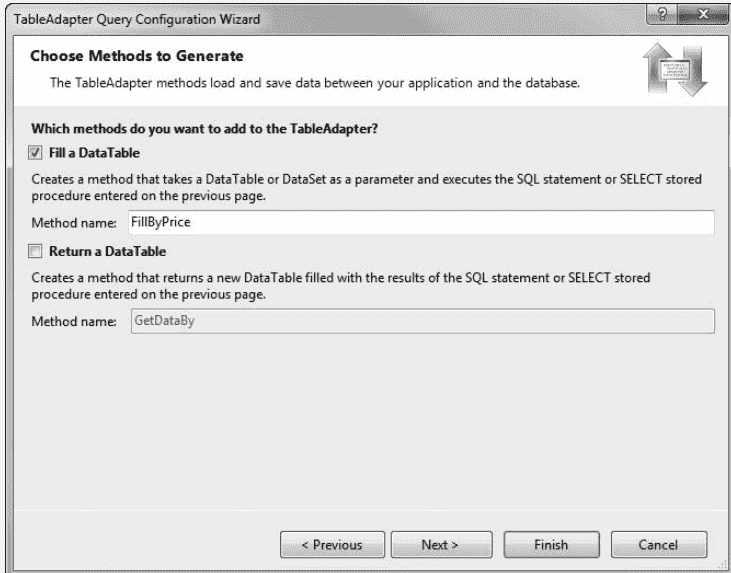 TableAdapter Query Configuration Wizard
?
Choose Methods to Generate
The TableAdapter methods load and save data between your application and the database.
Which methods do you want to add to the TableAdapter?
Fill a DataTable
Creates a method that takes a DataTable or DataSet as a parameter and executes the SQL statement or SELECT stored
procedure entered on the previous page.
Method name: FillByPrice
Return a DataTable
Creates a method that returns a new DataTable filled with the results of the SQL statement or SELECT stored
procedure entered on the previous page.
Method name: GetDataBy
< Previous Next > Finish Cancel